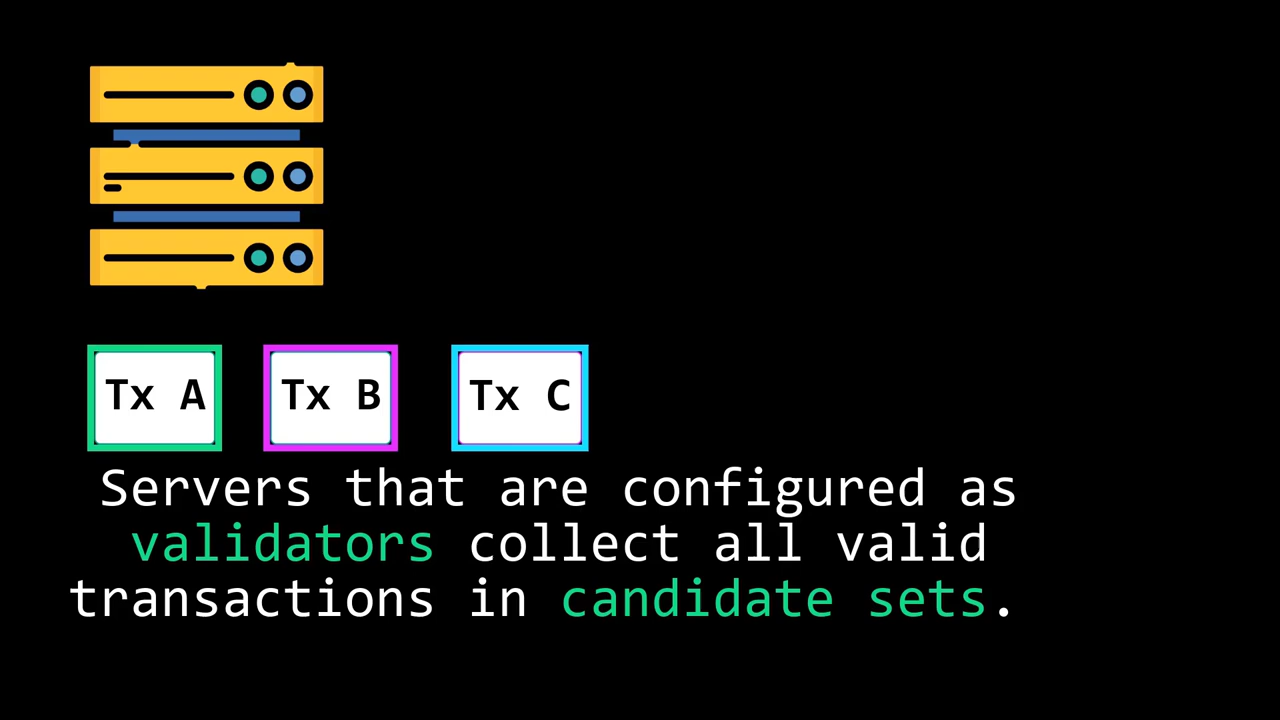 Tx A Tx B Tx C
Servers that are configured as
validators collect all valid
transactions in candidate sets.